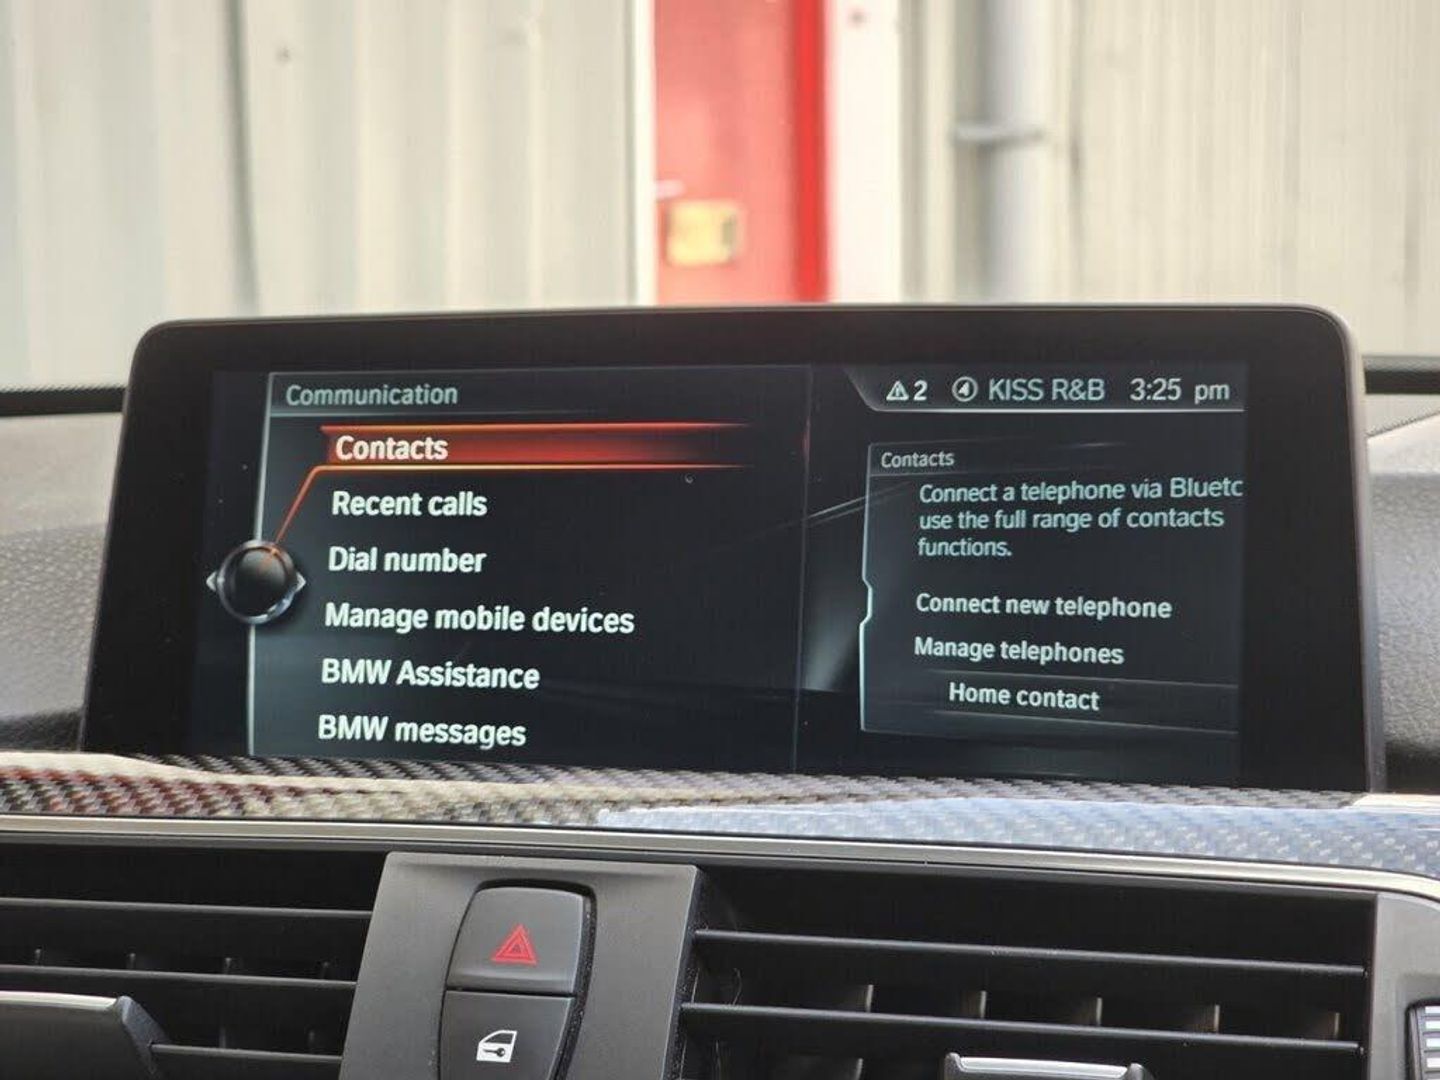 Communication
Contacts
Recent calls
Dial number
Manage mobile devices
BMW Assistance
BMW messages
2 KISS R&B 3:25 pm
Contacts
Connect a telephone via Bluetc
use the full range of contacts
functions.
Connect new telephone
Manage telephones
Home contact